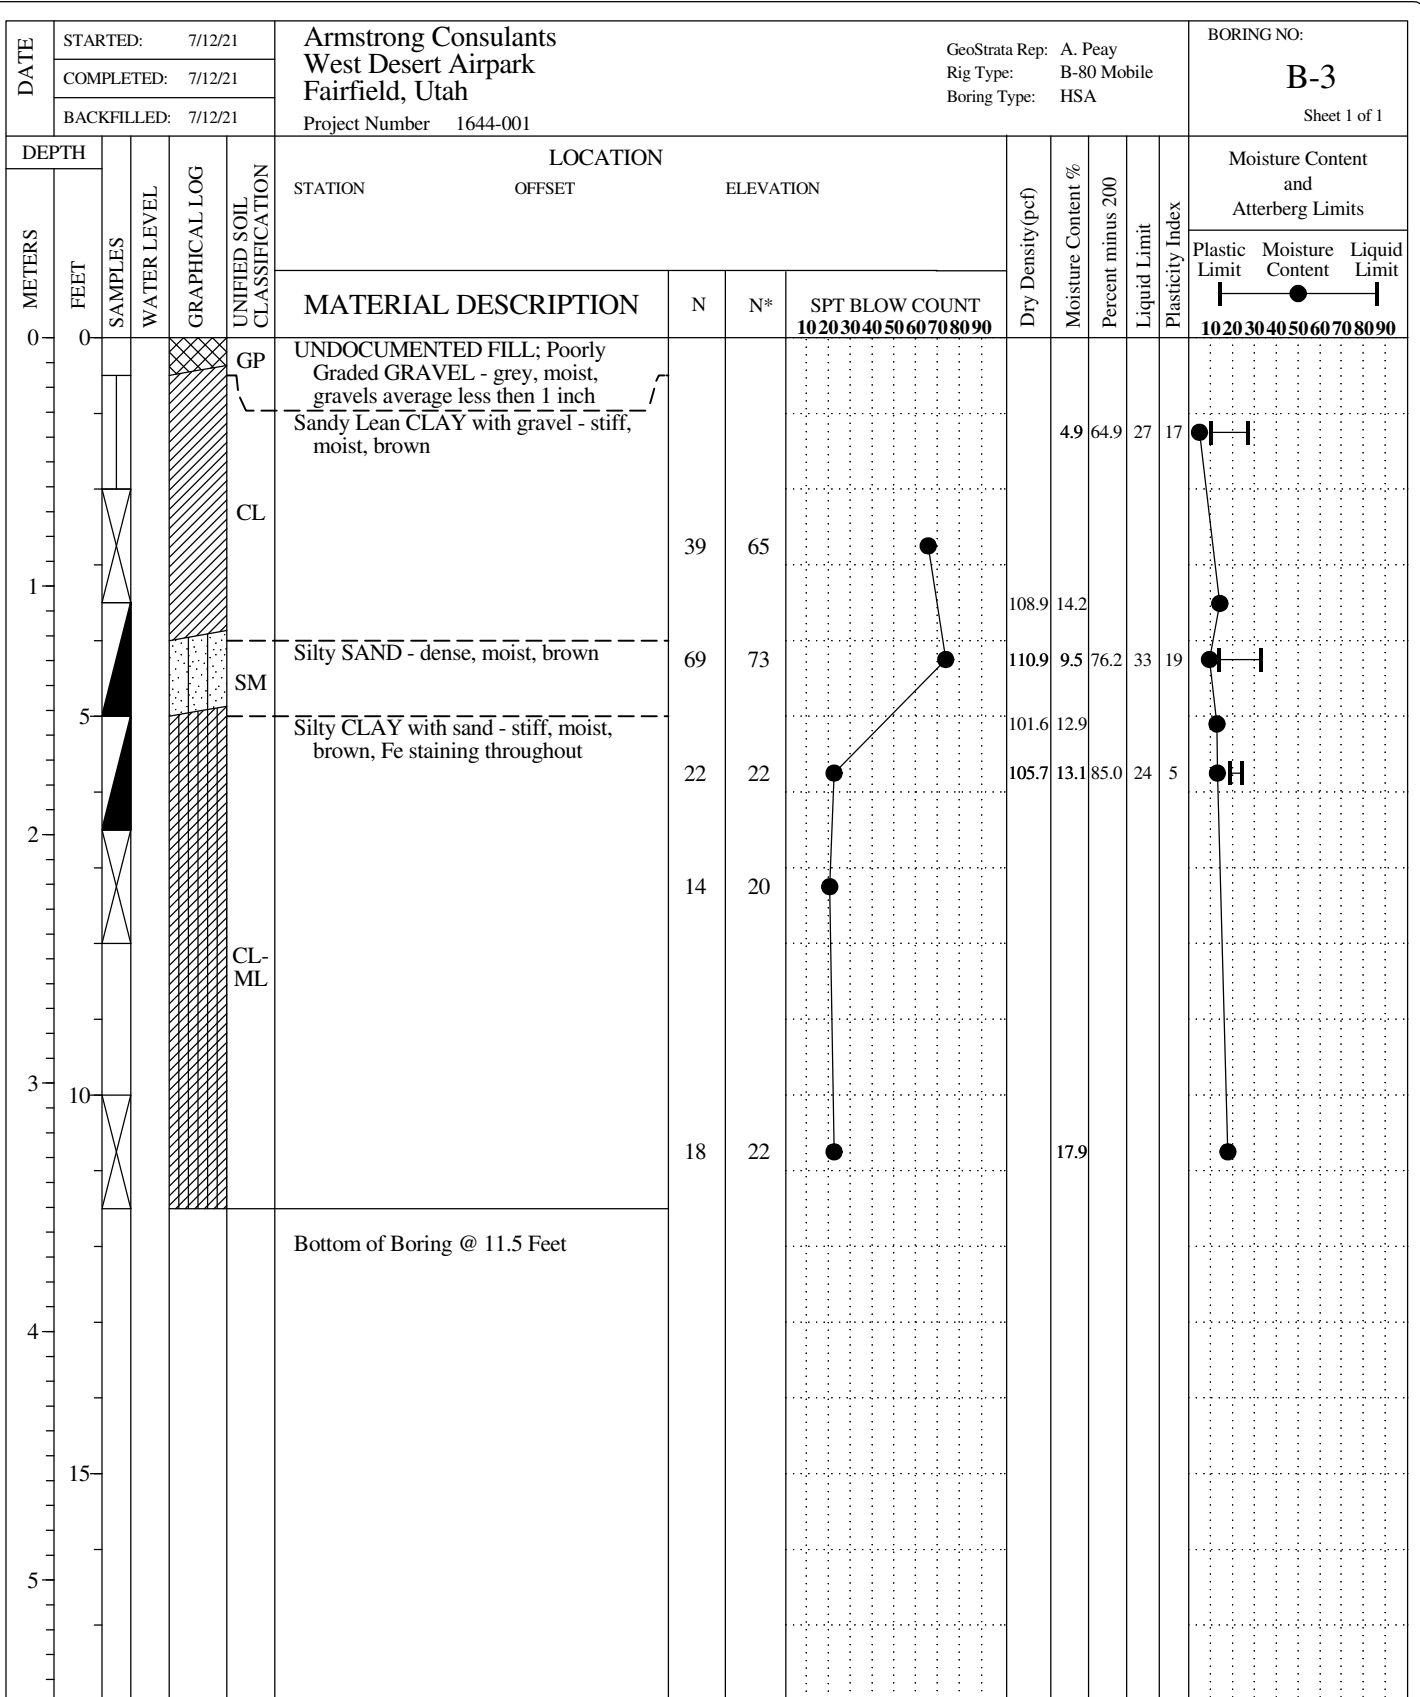 DATE
STARTED: 7/12/21
COMPLETED: 7/12/21
BACKFILLED: 7/12/21
Armstrong Consulants
West Desert Airpark
Fairfield, Utah
Project Number 1644-001
GeoStrata Rep: A. Peay
Rig Type: B-80 Mobile
Boring Type: HSA
BORING NO:
B-3
Sheet 1 of 1
DEPTH
METERS
FEET
SAMPLES
WATER LEVEL
GRAPHICAL LOG
UNIFIED SOIL
CLASSIFICATION
LOCATION
STATION OFFSET ELEVATION
MATERIAL DESCRIPTION
N
N*
SPT BLOW COUNT
10 20 30 40 50 60 70 80 90
Dry Density(pcf)
Moisture Content %
Percent minus 200
Liquid Limit
Plasticity Index
Moisture Content
and
Atterberg Limits
Plastic Moisture Liquid
Limit Content Limit
10 20 30 40 50 60 70 80 90
0 0
GP
UNDOCUMENTED FILL; Poorly
Graded GRAVEL - grey, moist,
gravels average less then 1 inch
Sandy Lean CLAY with gravel - stiff,
moist, brown
4.9 64.9 27 17
CL
39 65
1
108.9 14.2
Silty SAND - dense, moist, brown
69 73
110.9 9.5 76.2 33 19
SM
5
Silty CLAY with sand - stiff, moist,
brown, Fe staining throughout
101.6 12.9
22 22
105.7 13.1 85.0 24 5
2
14 20
CL-
ML
3
10
18 22
17.9
Bottom of Boring @ 11.5 Feet
4
15
5